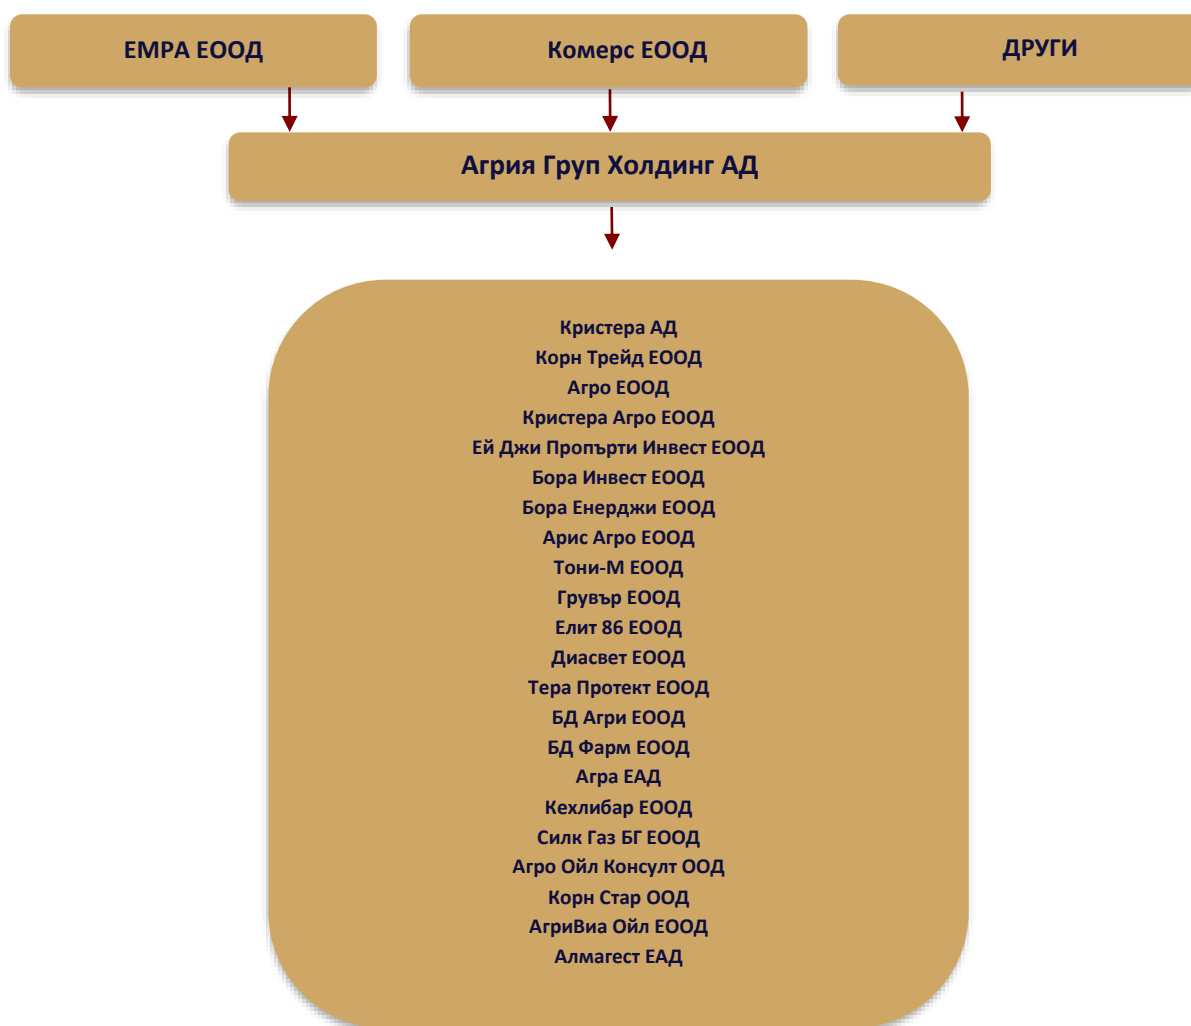 ЕМРА ЕООД
Комерс ЕООД
ДРУГИ
Агрия Груп Холдинг АД
Кристера АД
Корн Трейд ЕООД
Агро ЕООД
Кристера Агро ЕООД
Ей Джи Пропърти Инвест ЕООД
Бора Инвест ЕООД
Бора Енерджи ЕООД
Арис Агро ЕООД
Тони-М ЕООД
Грувър ЕООД
Елит 86 ЕООД
Диасвет ЕООД
Тера Протект ЕООД
БД Агри ЕООД
БД Фарм ЕООД
Агра ЕАД
Кехлибар ЕООД
Силк Газ БГ ЕООД
Агро Ойл Консулт ООД
Корн Стар ООД
АгриВиа Ойл ЕООД
Алмагест ЕАД